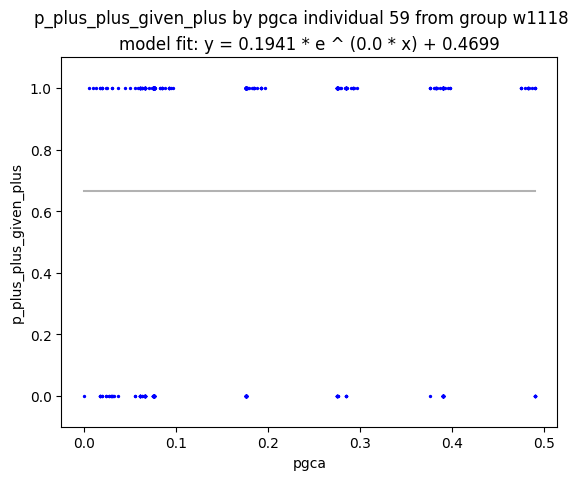 p_plus_plus_given_plus by pgca individual 59 from group w1118
model fit: y = 0.1941 * e ^ (0.0 * x) + 0.4699
1.0
0.8
0.6
0.4
0.2
0.0
p_plus_plus_given_plus
0.0 0.1 0.2 0.3 0.4 0.5
pgca